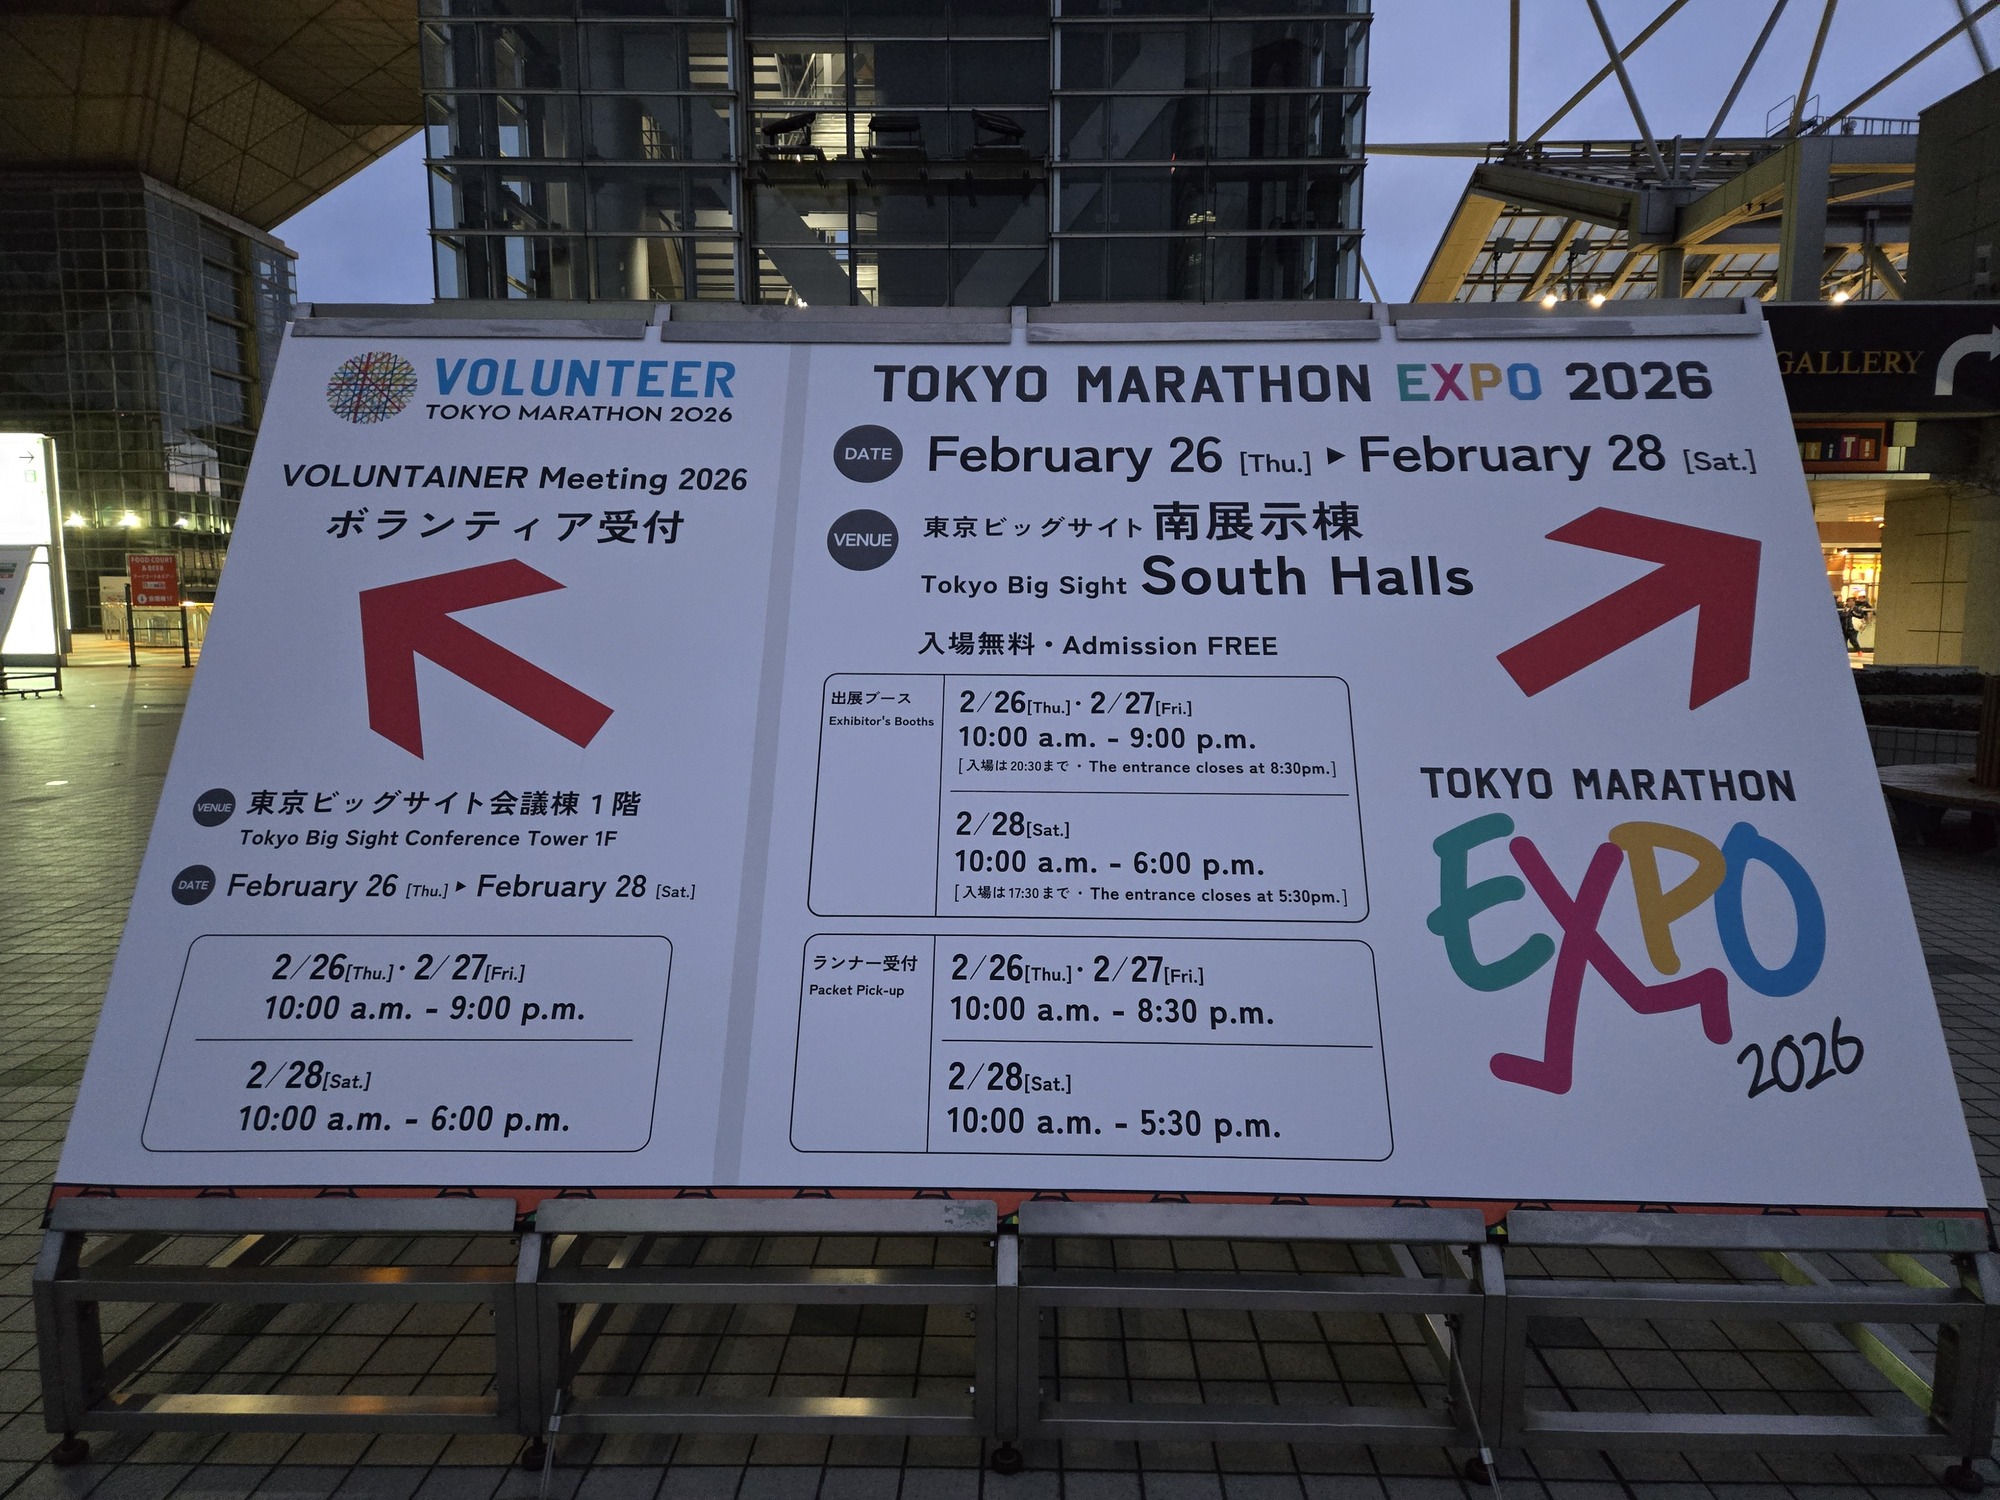 VOLUNTEER
TOKYO MARATHON 2026
VOLUNTAINER Meeting 2026
ボランティア受付
VENUE 東京ビッグサイト会議棟 1 階
Tokyo Big Sight Conference Tower 1F
DATE February 26 [Thu.] ▶ February 28 [Sat.]
2/26[Thu.]・2/27[Fri.]
10:00 a.m. - 9:00 p.m.
2/28[Sat.]
10:00 a.m. - 6:00 p.m.
TOKYO MARATHON EXPO 2026
DATE February 26 [Thu.] ▶ February 28 [Sat.]
VENUE 東京ビッグサイト 南展示棟
Tokyo Big Sight South Halls
入場無料・Admission FREE
出展ブース
Exhibitor's Booths
2/26[Thu.]・2/27[Fri.]
10:00 a.m. - 9:00 p.m.
[入場は20:30まで・The entrance closes at 8:30pm.]
2/28[Sat.]
10:00 a.m. - 6:00 p.m.
[入場は17:30まで・The entrance closes at 5:30pm.]
ランナー受付
Packet Pick-up
2/26[Thu.]・2/27[Fri.]
10:00 a.m. - 8:30 p.m.
2/28[Sat.]
10:00 a.m. - 5:30 p.m.
TOKYO MARATHON
EXPO
2026
GALLERY
FOOD COURT
& BEER